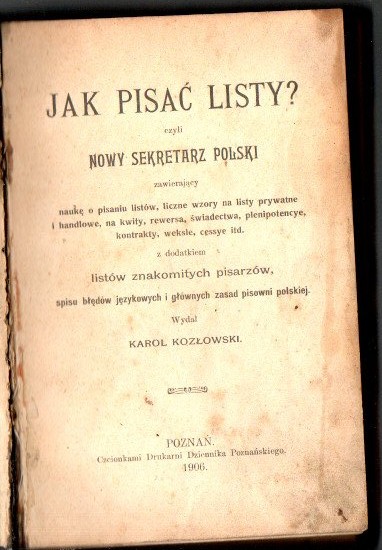 JAK PISAĆ LISTY?
czyli
NOWY SEKRETARZ POLSKI
zawierający
naukę o pisaniu listów, liczne wzory na listy prywatne
i handlowe, na kwity, rewersa, świadectwa, plenipotencye,
kontrakty, weksle, cessye itd.
z dodatkiem
listów znakomitych pisarzów,
spisu błędów językowych i głównych zasad pisowni polskiej.
Wydał
KAROL KOZŁOWSKI.
POZNAŃ.
Czcionkami Drukarni Dziennika Poznańskiego.
1906.